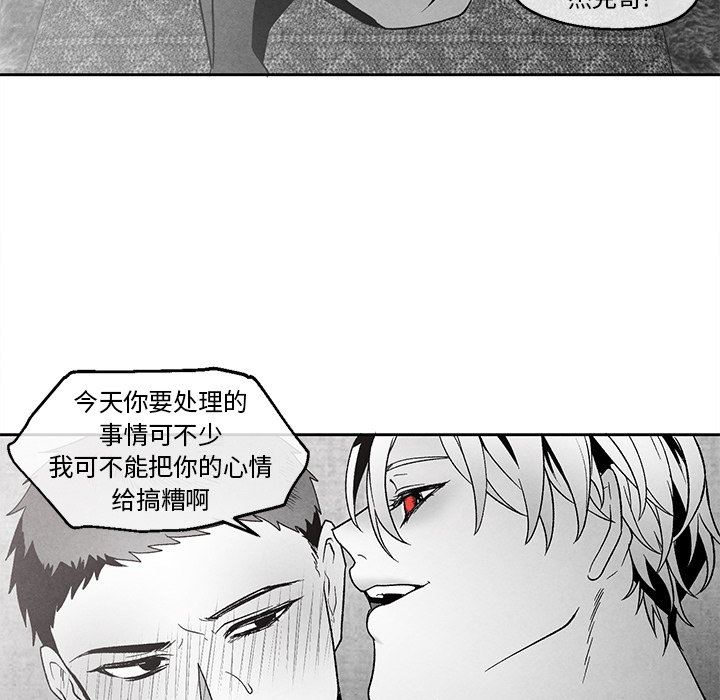 今天你要处理的
事情可不少
我可不能把你的心情
给搞糟啊